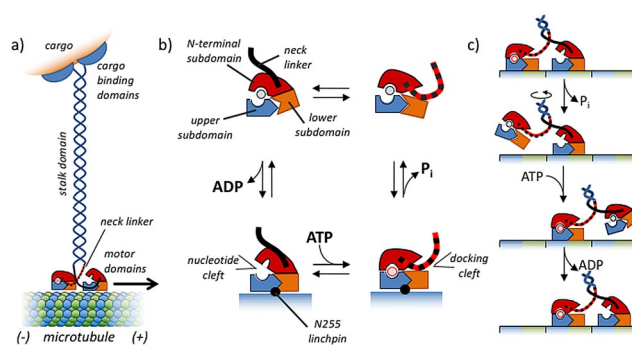 a)
cargo
cargo
binding
domains
stalk domain
neck linker
motor
domains
(-) microtubule (+)
b)
N-terminal
subdomain
neck
linker
upper
subdomain
lower
subdomain
ADP
Pi
ATP
nucleotide
cleft
docking
cleft
N255
linchpin
c)
Pi
ATP
ADP